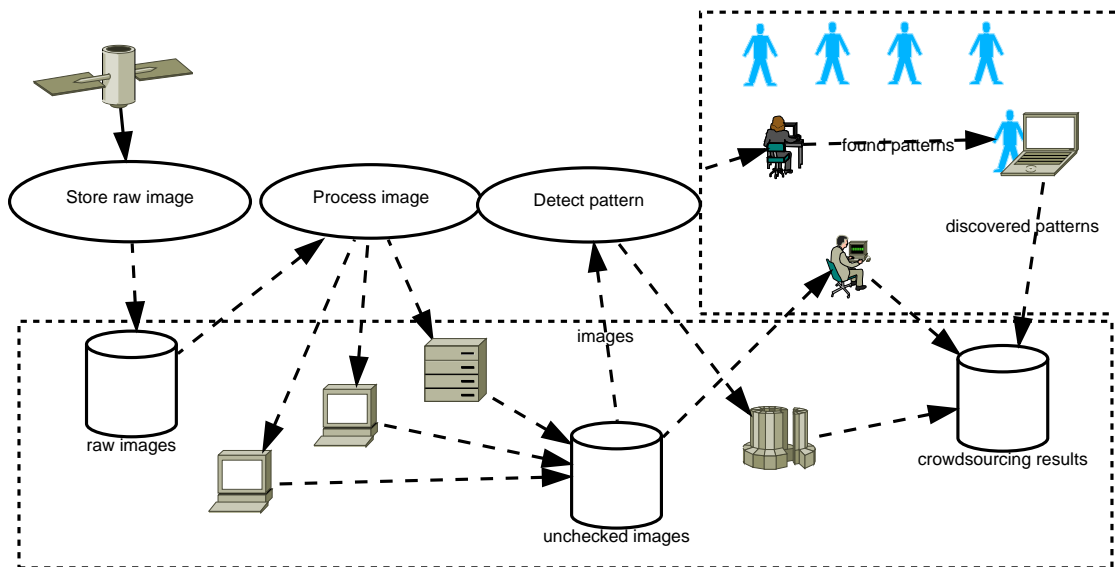 found patterns
Store raw image
Process image
Detect pattern
discovered patterns
images
raw images
crowdsourcing results
unchecked images